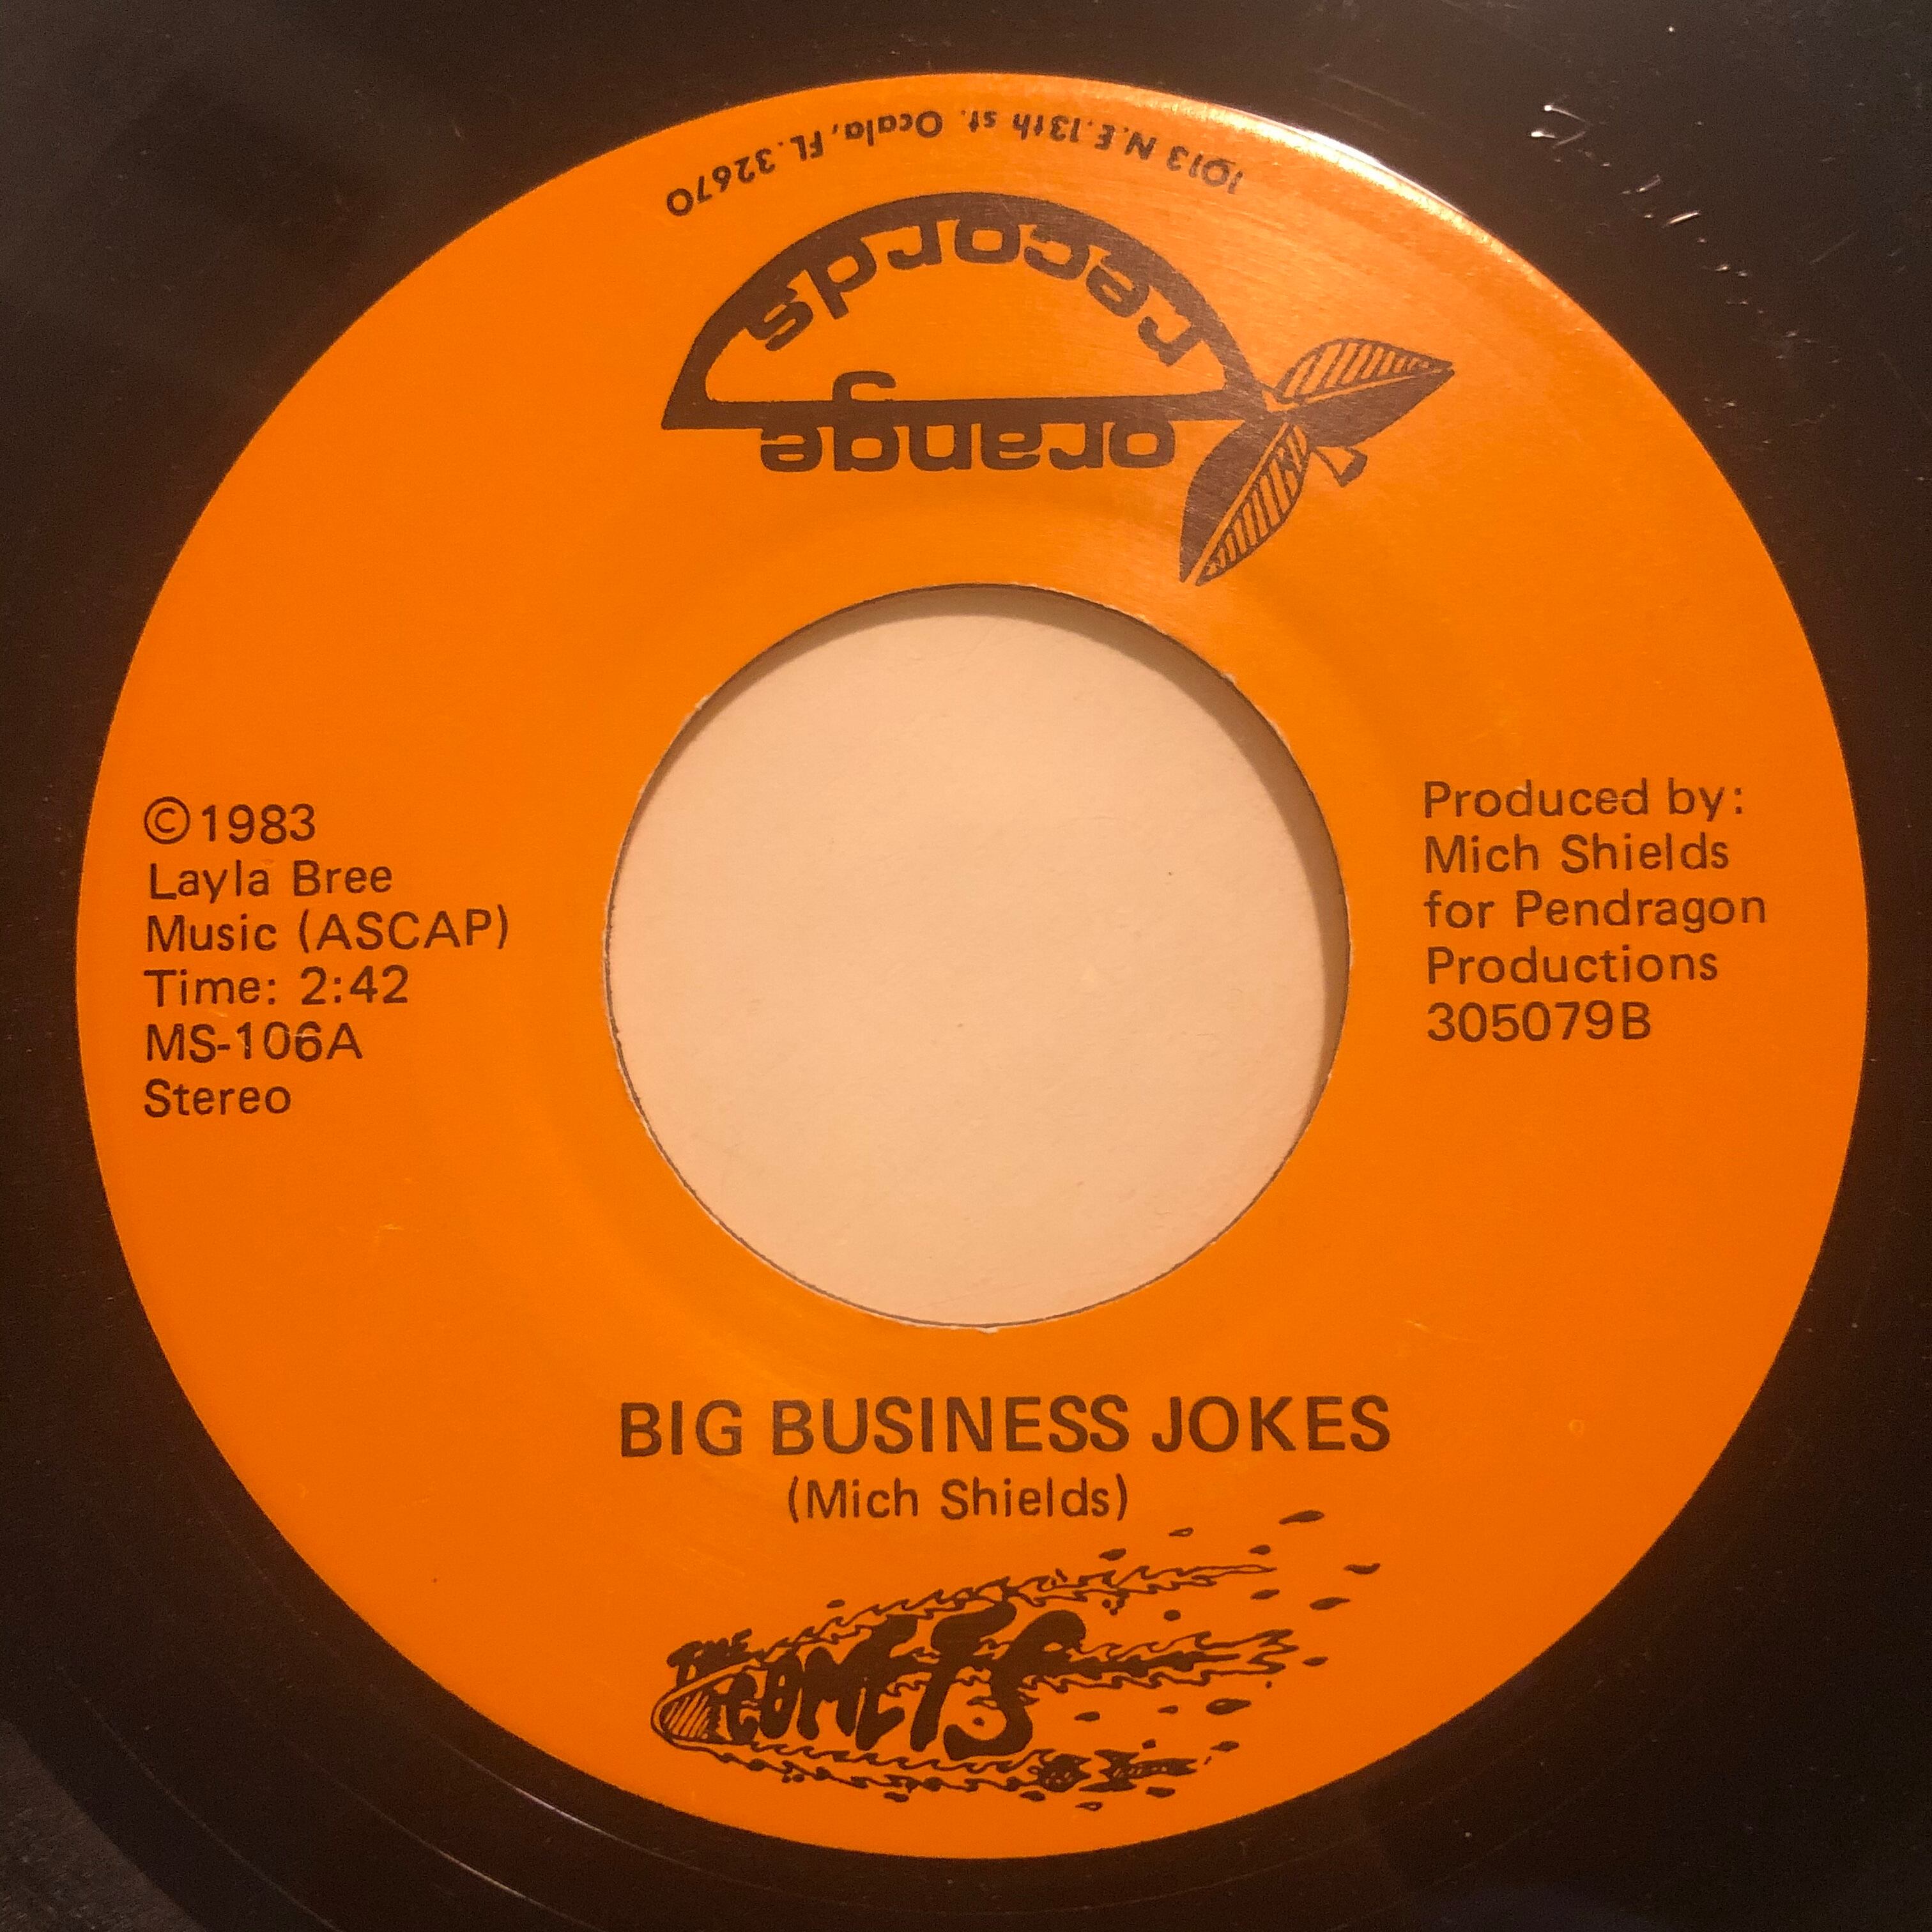 1013 N.E. 13th st. Ocala, FL. 32670
orange
records
©1983
Layla Bree
Music (ASCAP)
Time: 2:42
MS-106A
Stereo
Produced by:
Mich Shields
for Pendragon
Productions
305079B
BIG BUSINESS JOKES
(Mich Shields)
THE
COMETS